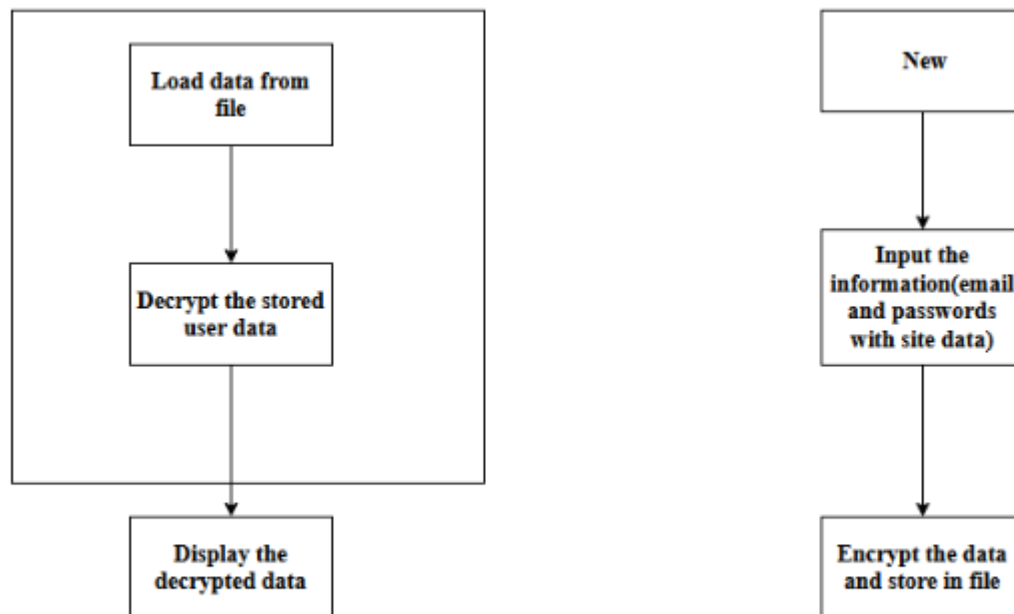 Load data from
file
Decrypt the stored
user data
Display the
decrypted data
New
Input the
information(email
and passwords
with site data)
Encrypt the data
and store in file